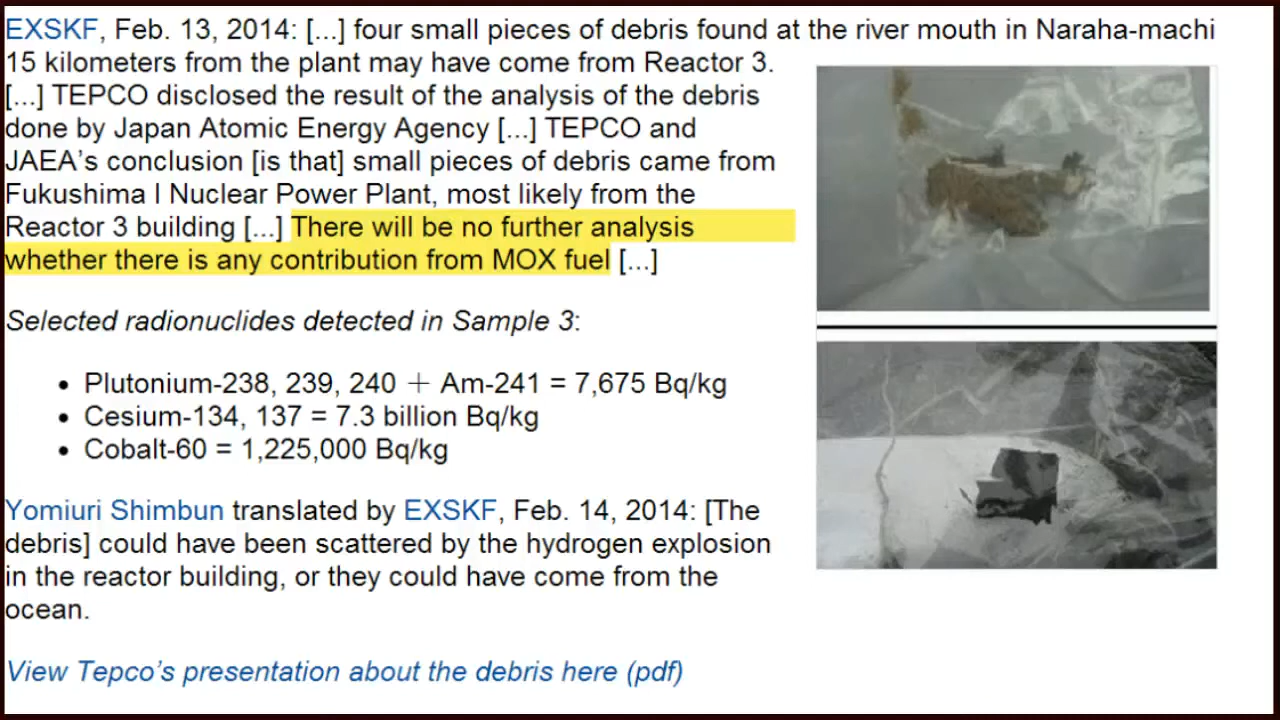 EXSKF, Feb. 13, 2014: [...] four small pieces of debris found at the river mouth in Naraha-machi
15 kilometers from the plant may have come from Reactor 3.
[...] TEPCO disclosed the result of the analysis of the debris
done by Japan Atomic Energy Agency [...] TEPCO and
JAEA’s conclusion [is that] small pieces of debris came from
Fukushima I Nuclear Power Plant, most likely from the
Reactor 3 building [...] There will be no further analysis
whether there is any contribution from MOX fuel [...]
Selected radionuclides detected in Sample 3:
• Plutonium-238, 239, 240 + Am-241 = 7,675 Bq/kg
• Cesium-134, 137 = 7.3 billion Bq/kg
• Cobalt-60 = 1,225,000 Bq/kg
Yomiuri Shimbun translated by EXSKF, Feb. 14, 2014: [The
debris] could have been scattered by the hydrogen explosion
in the reactor building, or they could have come from the
ocean.
View Tepco’s presentation about the debris here (pdf)